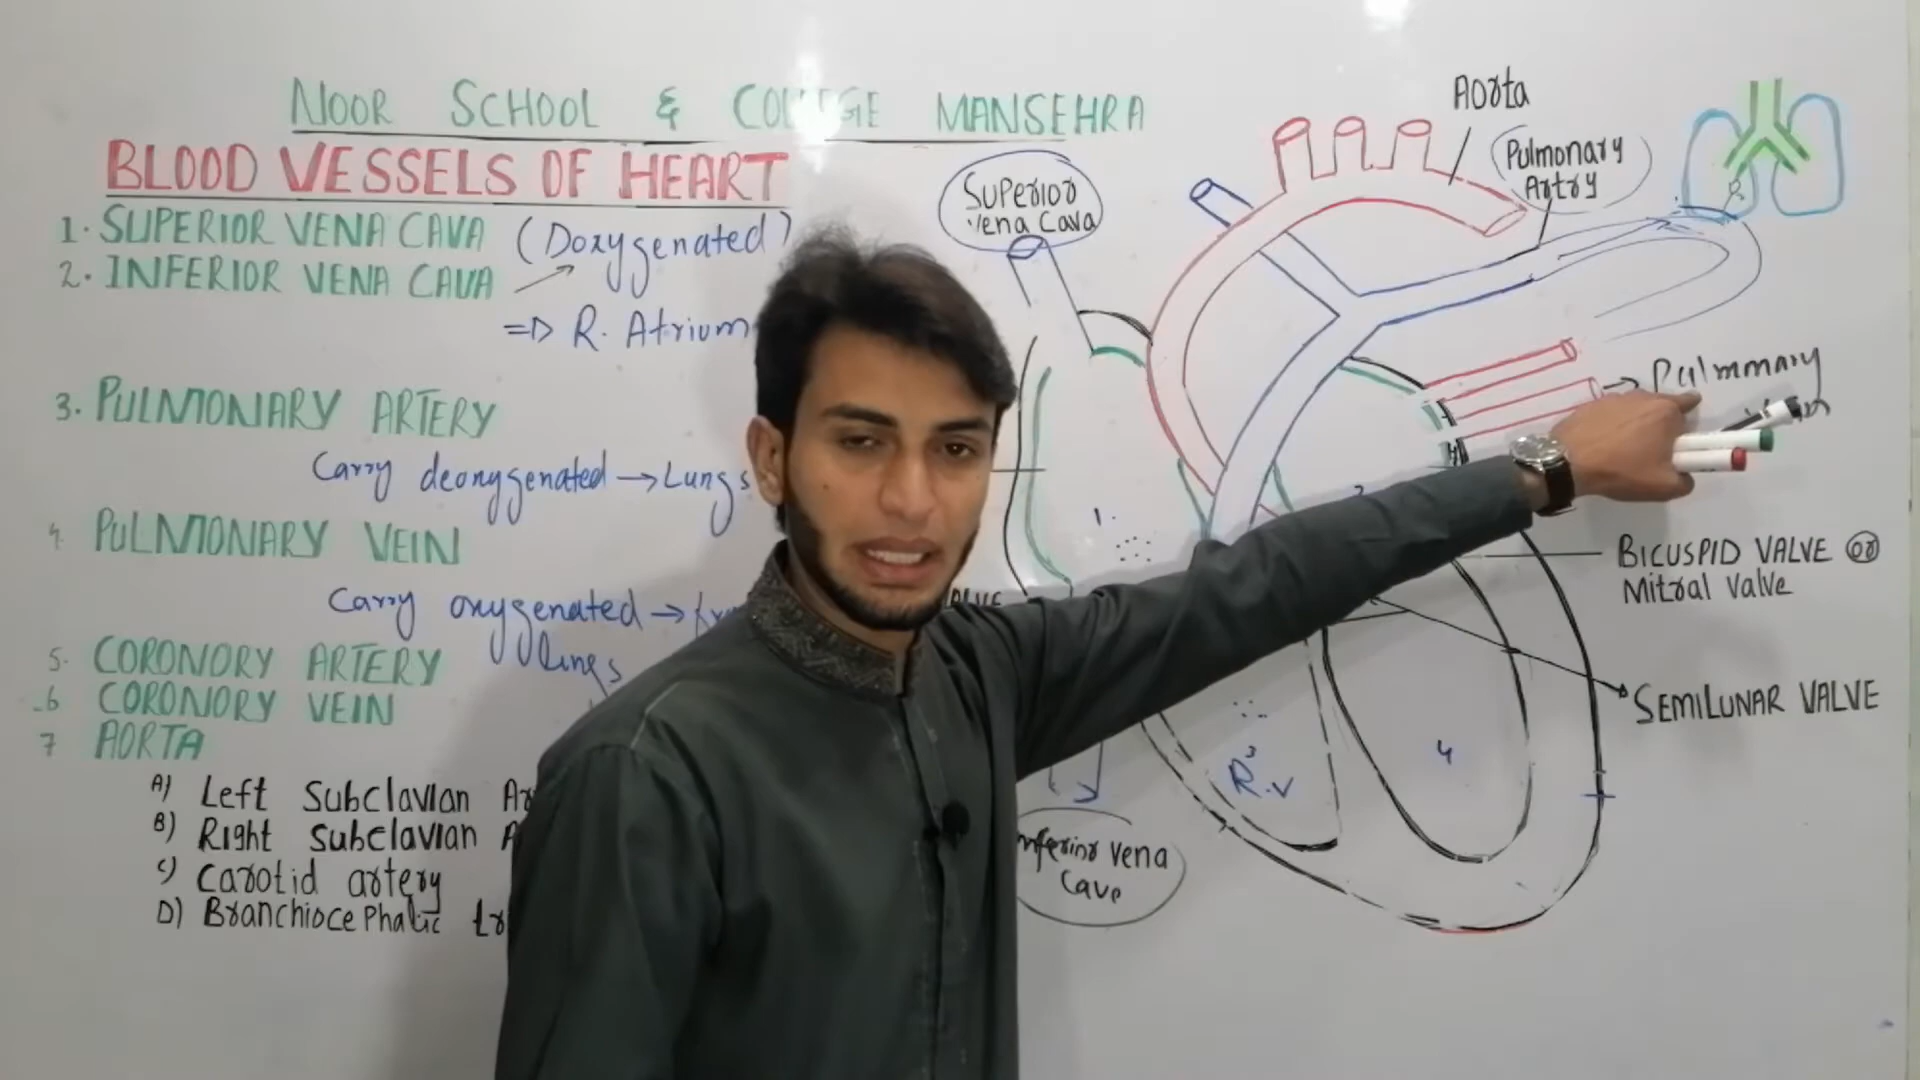 NOOR SCHOOL & COLLEGE MANSEHRA
BLOOD VESSELS OF HEART
1. SUPERIOR VENA CAVA (Doxygenated)
2. INFERIOR VENA CAVA
=> R. Atrium
3. PULMONARY ARTERY
Carry deoxygenated → Lungs
4 PULMONARY VEIN
Carry oxygenated →
lungs
5. CORONORY ARTERY
6 CORONORY VEIN
7 AORTA
A) Left Subclavian
B) Right Subclavian
C) Carotid artery
D) Branchiocephalic
Superior
Vena Cava
Aorta
Pulmonary
Artry
→ Pulmonary
1.
BICUSPID VALVE or
Mitral Valve
SEMILUNAR VALVE
3
R.V
4
Inferior Vena
Cave